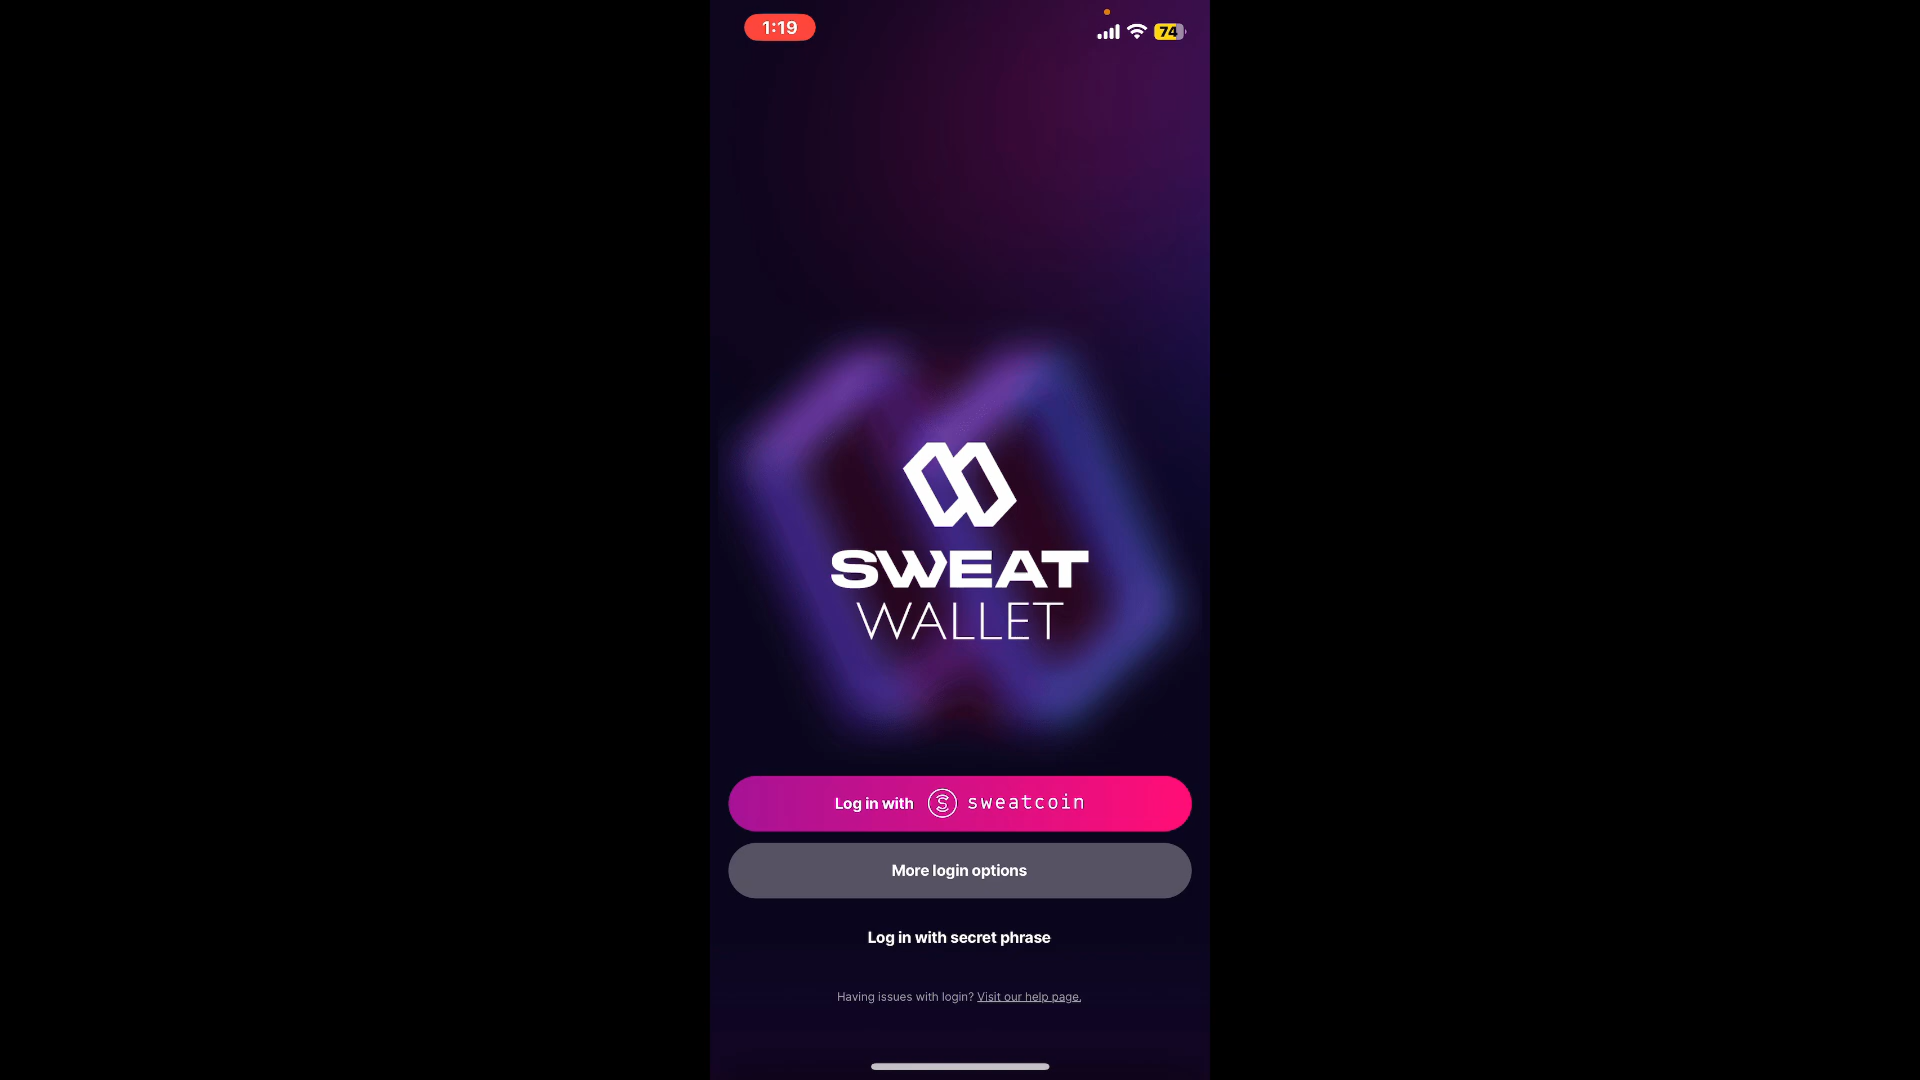 1:19
74
SWEAT
WALLET
Log in with sweatcoin
More login options
Log in with secret phrase
Having issues with login? Visit our help page.